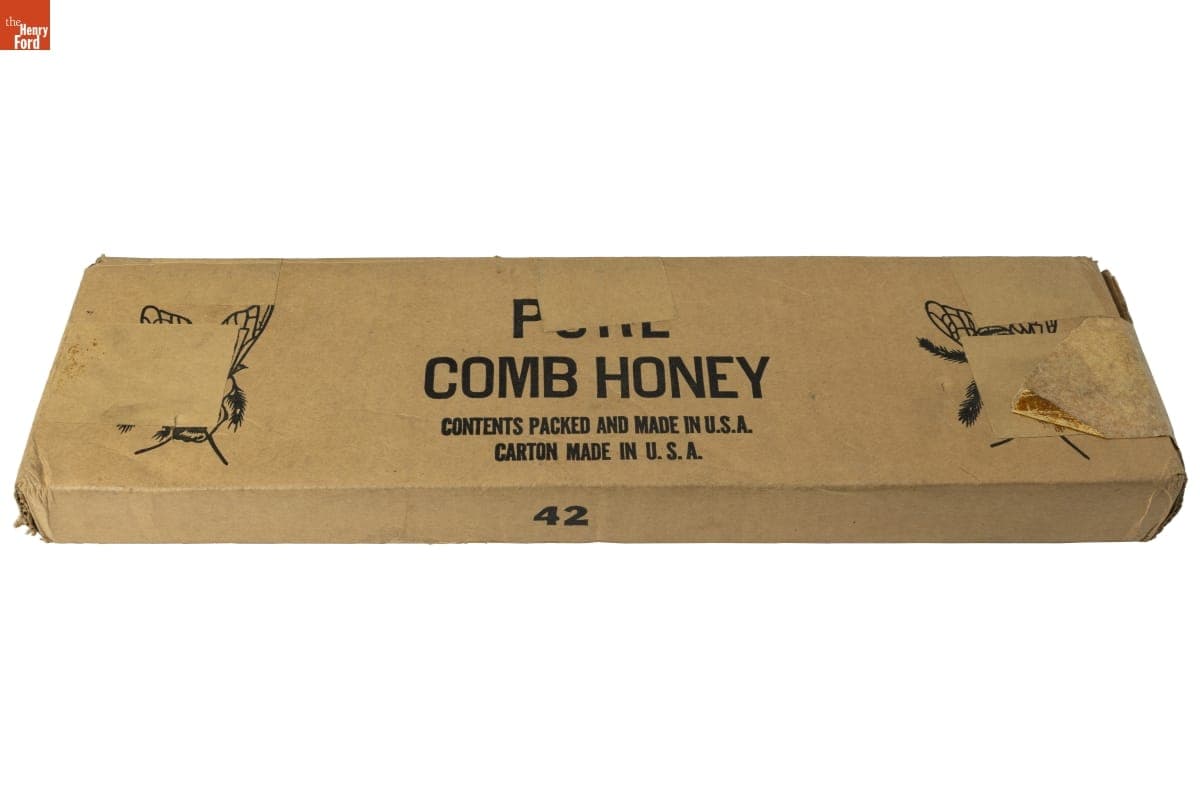 the
Henry
Ford
COMB HONEY
CONTENTS PACKED AND MADE IN U.S.A.
CARTON MADE IN U. S. A.
42